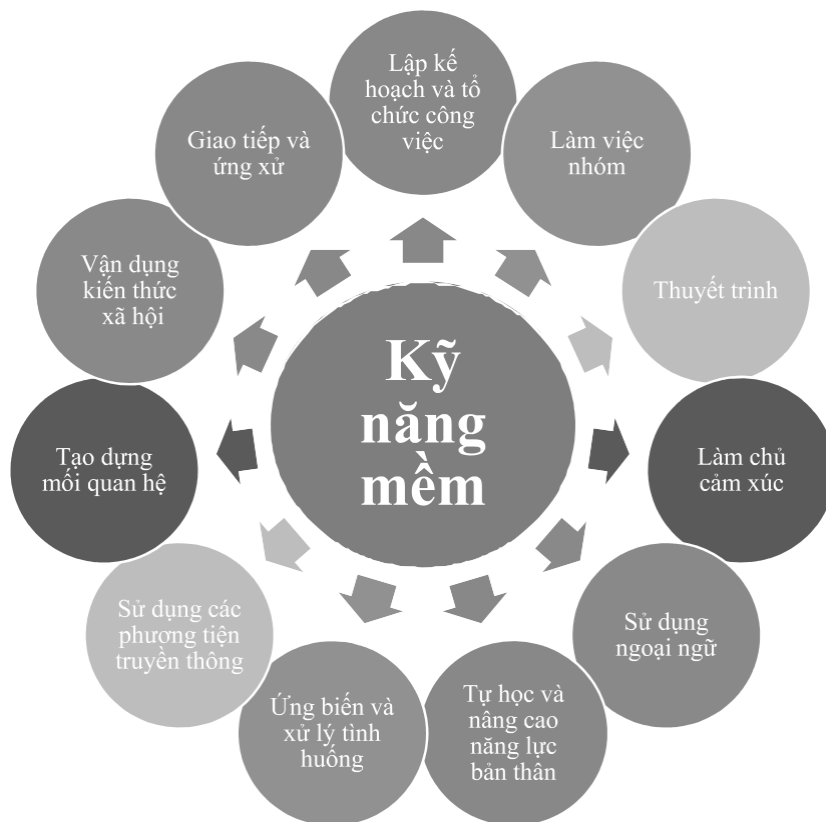 Lập kế
hoạch và tổ
chức công
việc
Làm việc
nhóm
Thuyết trình
Làm chủ
cảm xúc
Sử dụng
ngoại ngữ
Tự học và
nâng cao
năng lực
bản thân
Ứng biến và
xử lý tình
huống
Sử dụng các
phương tiện
truyền thông
Tạo dựng
mối quan hệ
Vận dụng
kiến thức
xã hội
Giao tiếp và
ứng xử
Kỹ
năng
mềm